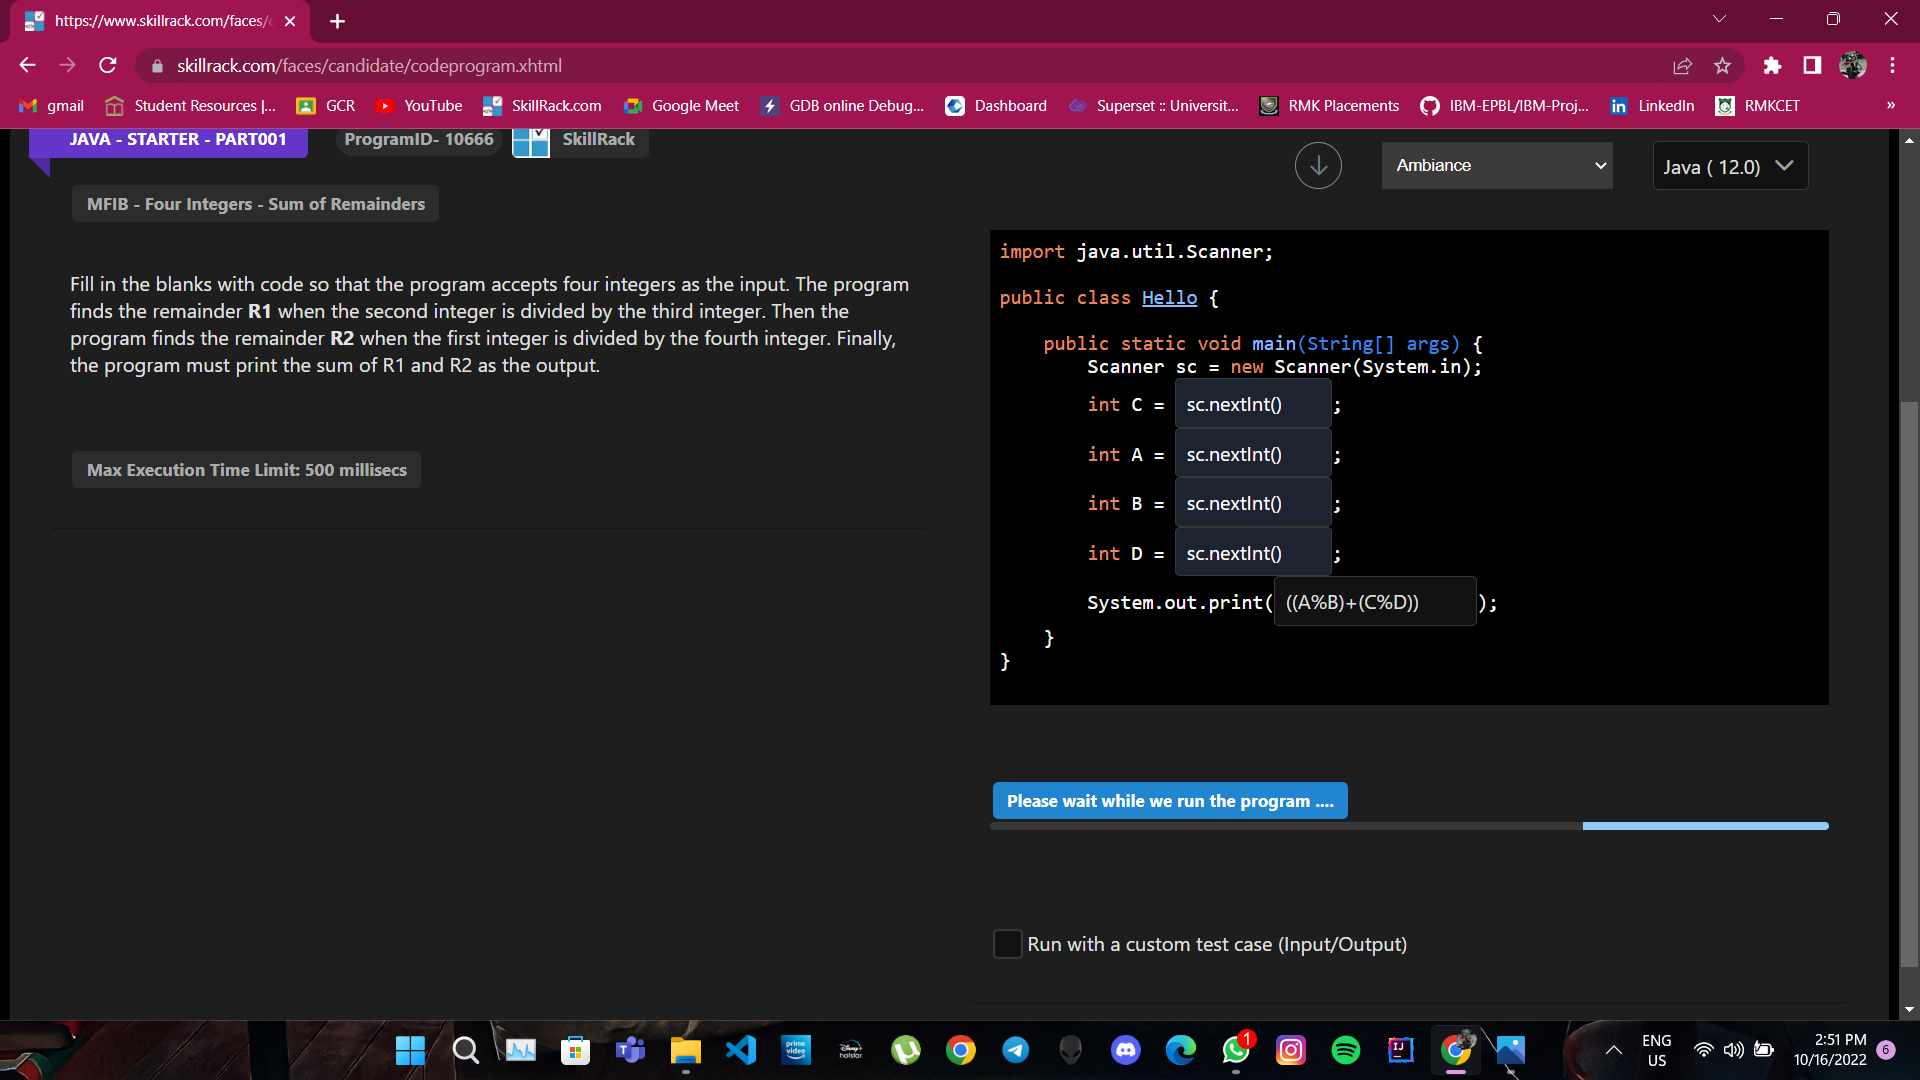 https://www.skillrack.com/faces/c
skillrack.com/faces/candidate/codeprogram.xhtml
gmail
Student Resources |...
GCR
YouTube
SkillRack.com
Google Meet
GDB online Debug...
Dashboard
Superset :: Universit...
RMK Placements
IBM-EPBL/IBM-Proj...
LinkedIn
RMKCET
»
JAVA - STARTER - PART001
ProgramID- 10666
SkillRack
MFIB - Four Integers - Sum of Remainders
Fill in the blanks with code so that the program accepts four integers as the input. The program
finds the remainder R1 when the second integer is divided by the third integer. Then the
program finds the remainder R2 when the first integer is divided by the fourth integer. Finally,
the program must print the sum of R1 and R2 as the output.
Max Execution Time Limit: 500 millisecs
Ambiance
Java ( 12.0)
import java.util.Scanner;
public class Hello {
public static void main(String[] args) {
Scanner sc = new Scanner(System.in);
int C = sc.nextInt() ;
int A = sc.nextInt() ;
int B = sc.nextInt() ;
int D = sc.nextInt() ;
System.out.print( ((A%B)+(C%D)) );
}
}
Please wait while we run the program ....
Run with a custom test case (Input/Output)
prime video
Disney+ hotstar
1
ENG
US
2:51 PM
10/16/2022
6